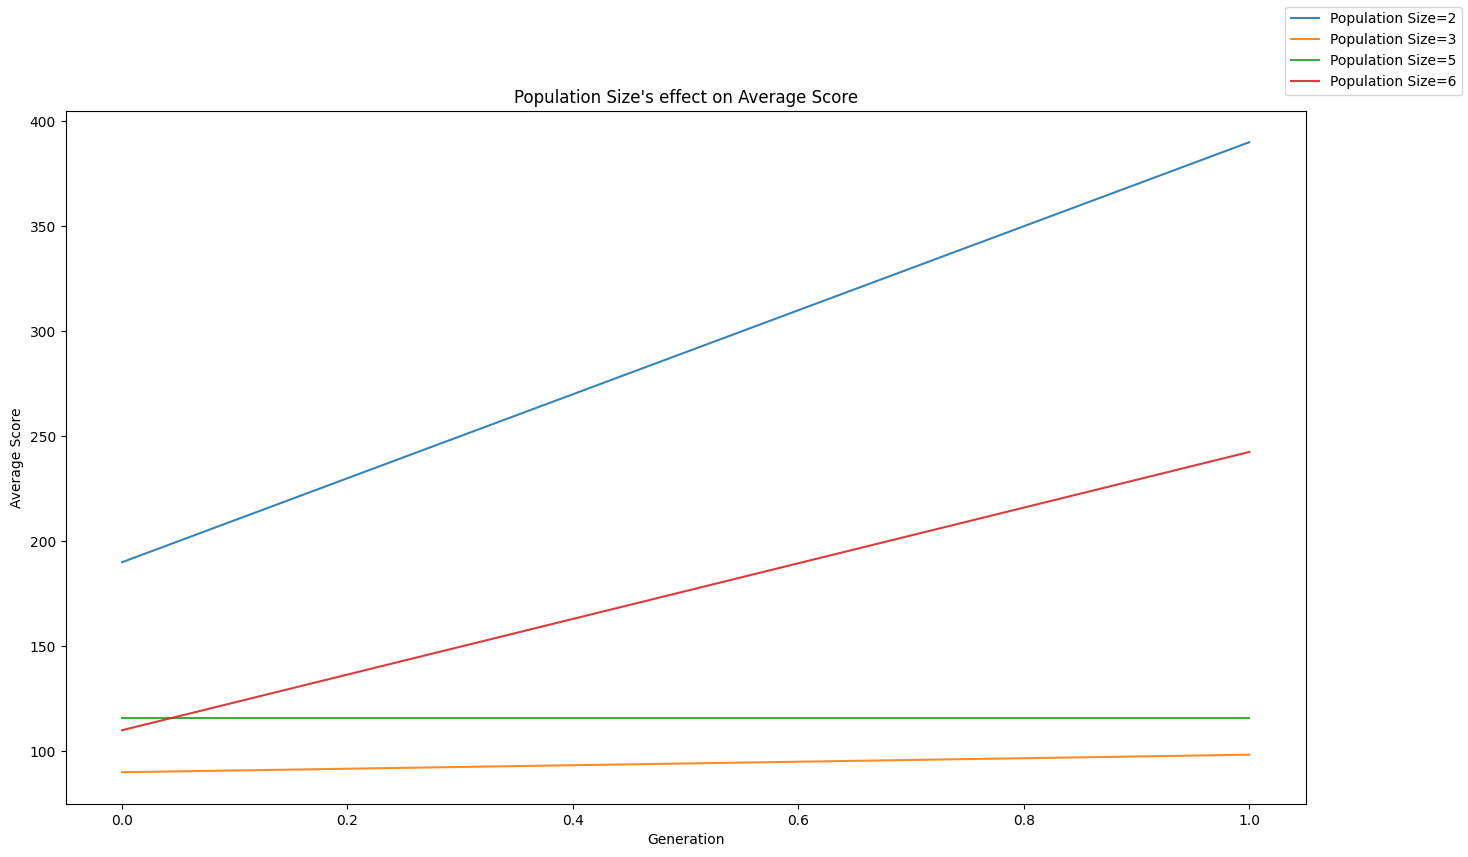 Population Size=2
Population Size=3
Population Size=5
Population Size=6
Population Size's effect on Average Score
400
350
300
250
200
150
100
Average Score
0.0 0.2 0.4 0.6 0.8 1.0
Generation